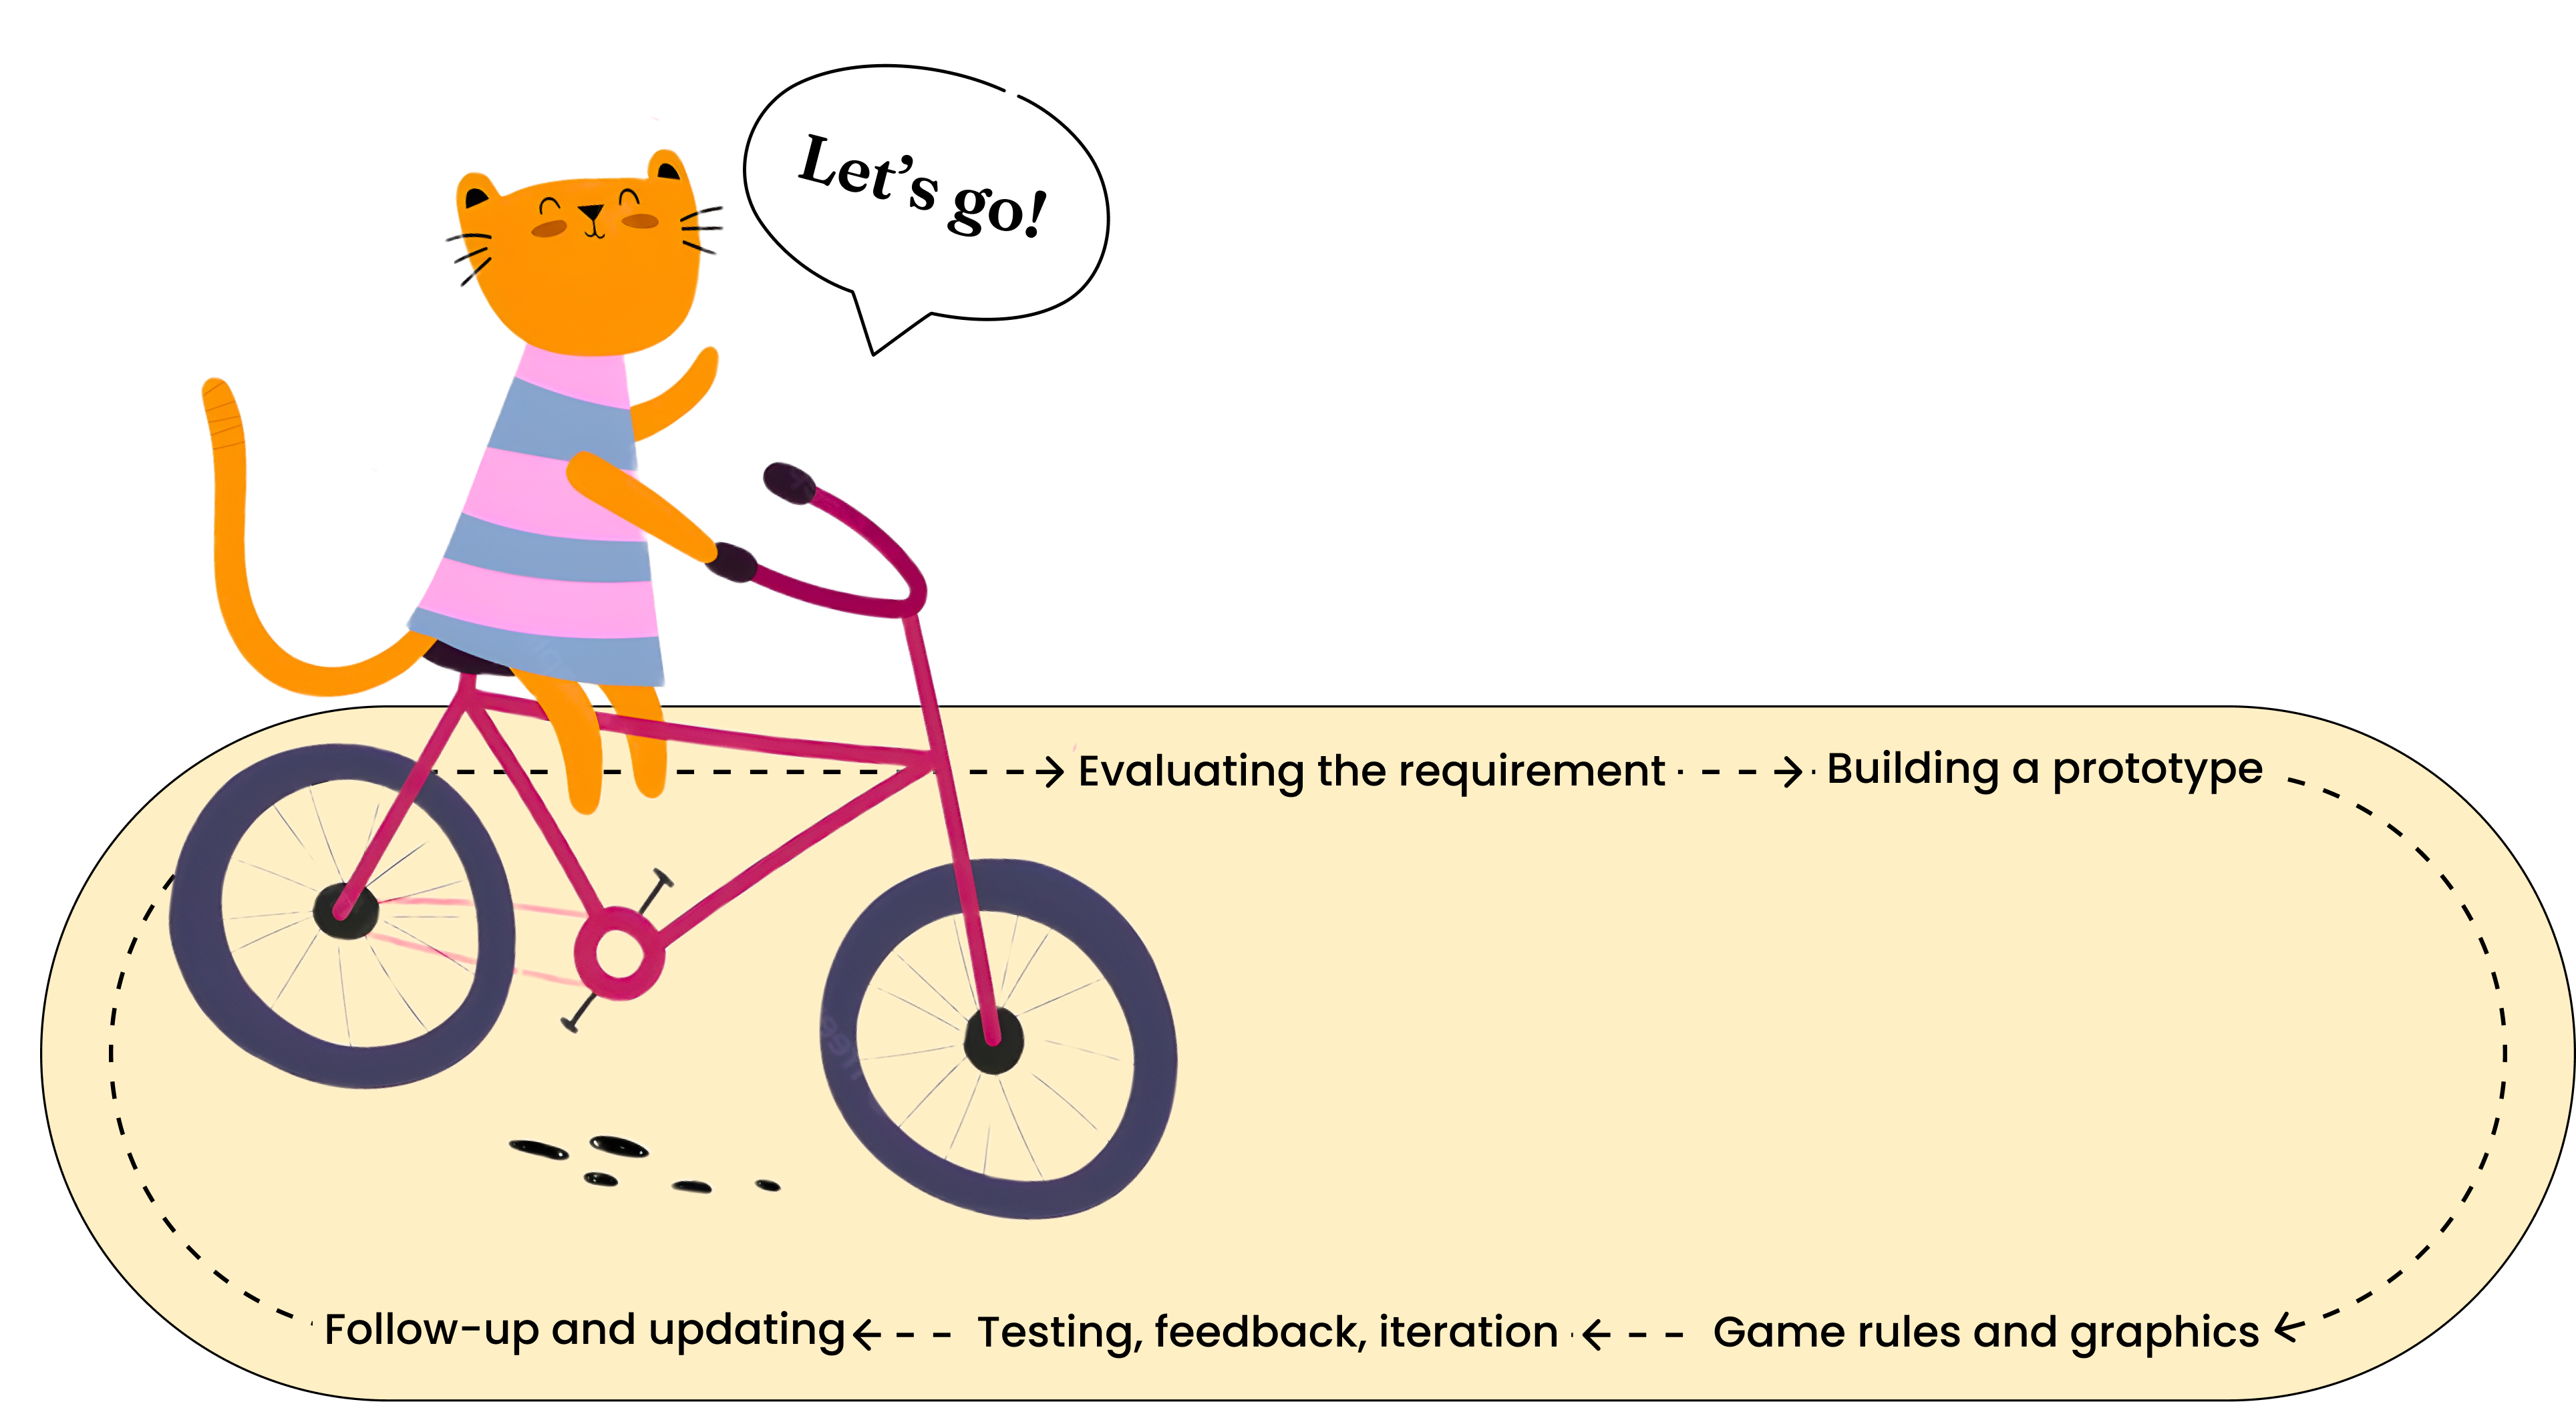 Let's go!
Evaluating the requirement
Building a prototype
Game rules and graphics
Testing, feedback, iteration
Follow-up and updating